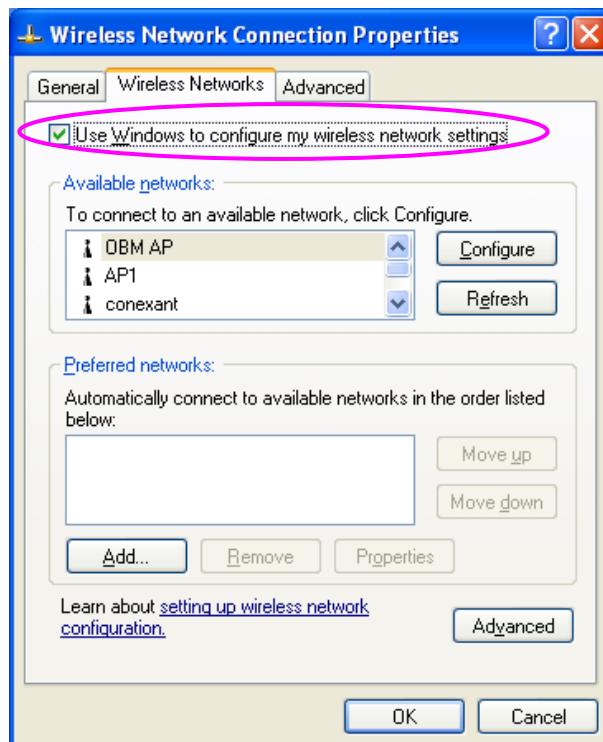 Wireless Network Connection Properties
General Wireless Networks Advanced
Use Windows to configure my wireless network settings
Available networks:
To connect to an available network, click Configure.
OBM AP
AP1
conexant
Configure
Refresh
Preferred networks:
Automatically connect to available networks in the order listed
below:
Move up
Move down
Add... Remove Properties
Learn about setting up wireless network
configuration.
Advanced
OK Cancel